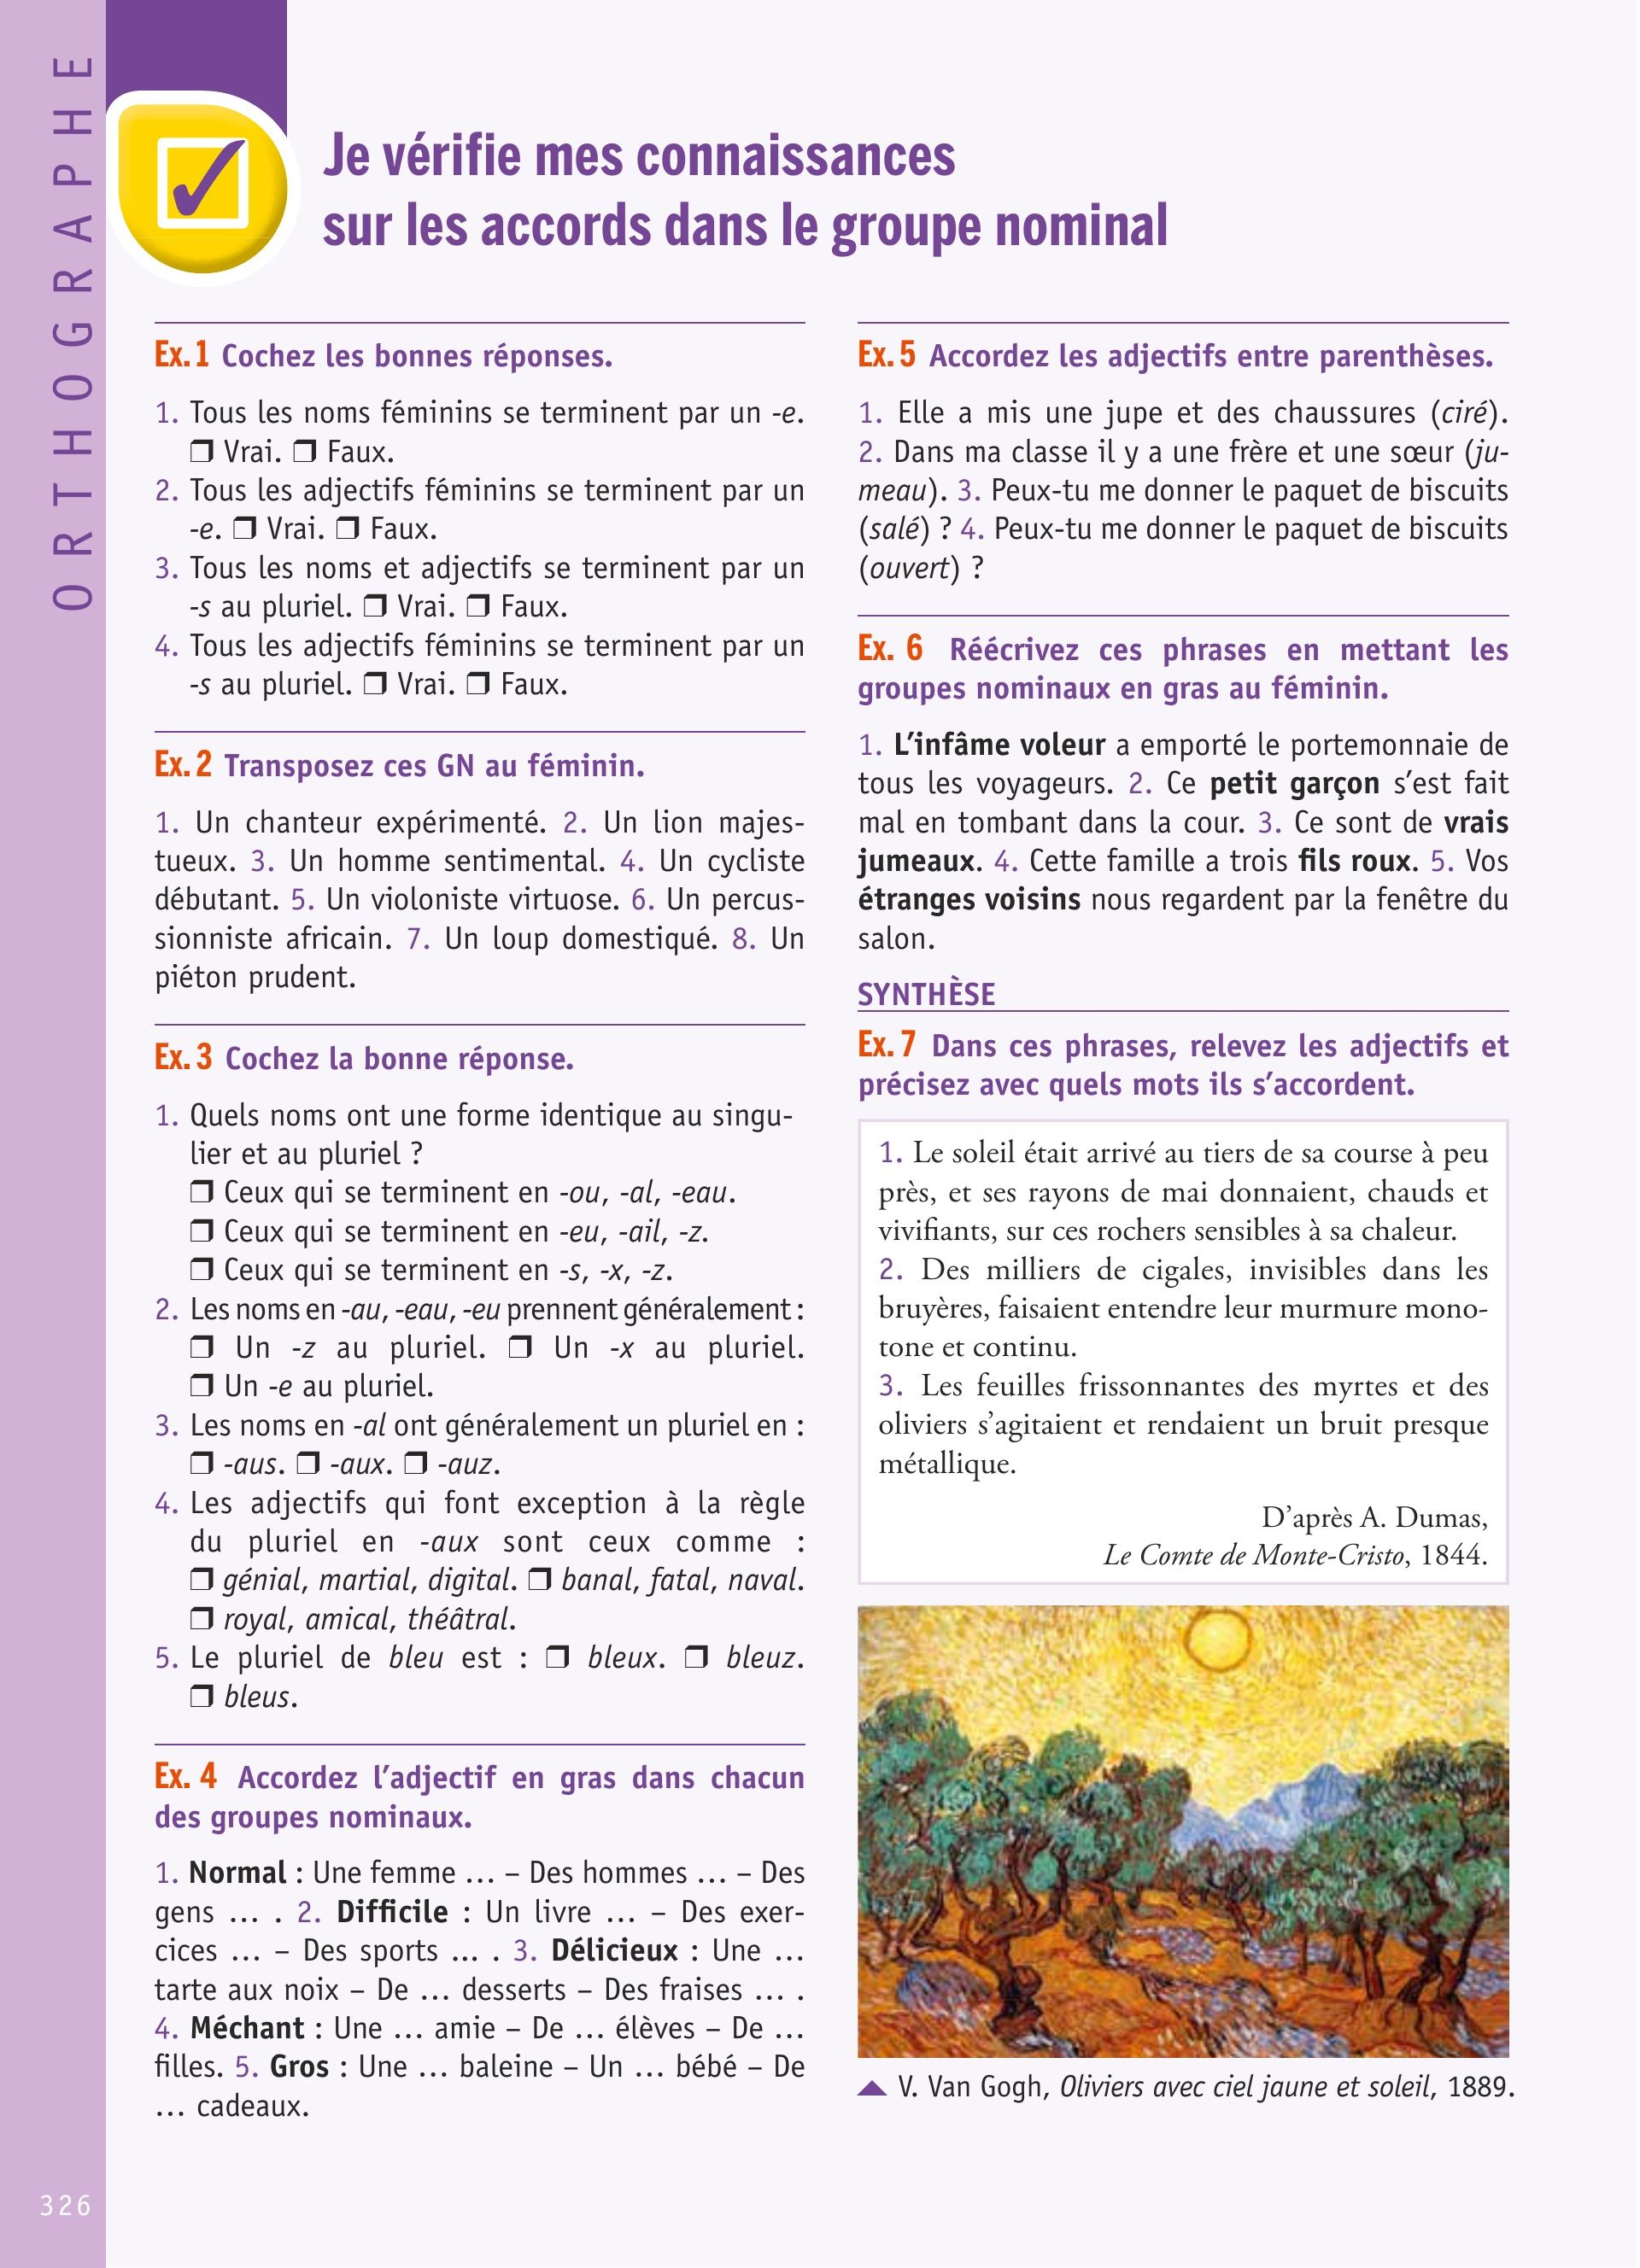 ORTHOGRAPHE
Je vérifie mes connaissances
sur les accords dans le groupe nominal
Ex. 1 Cochez les bonnes réponses.
1. Tous les noms féminins se terminent par un -e.
❒ Vrai. ❒ Faux.
2. Tous les adjectifs féminins se terminent par un
-e. ❒ Vrai. ❒ Faux.
3. Tous les noms et adjectifs se terminent par un
-s au pluriel. ❒ Vrai. ❒ Faux.
4. Tous les adjectifs féminins se terminent par un
-s au pluriel. ❒ Vrai. ❒ Faux.
Ex. 2 Transposez ces GN au féminin.
1. Un chanteur expérimenté. 2. Un lion majes-
tueux. 3. Un homme sentimental. 4. Un cycliste
débutant. 5. Un violoniste virtuose. 6. Un percus-
sionniste africain. 7. Un loup domestiqué. 8. Un
piéton prudent.
Ex. 3 Cochez la bonne réponse.
1. Quels noms ont une forme identique au singu-
lier et au pluriel ?
❒ Ceux qui se terminent en -ou, -al, -eau.
❒ Ceux qui se terminent en -eu, -ail, -z.
❒ Ceux qui se terminent en -s, -x, -z.
2. Les noms en -au, -eau, -eu prennent généralement :
❒ Un -z au pluriel. ❒ Un -x au pluriel.
❒ Un -e au pluriel.
3. Les noms en -al ont généralement un pluriel en :
❒ -aus. ❒ -aux. ❒ -auz.
4. Les adjectifs qui font exception à la règle
du pluriel en -aux sont ceux comme :
❒ génial, martial, digital. ❒ banal, fatal, naval.
❒ royal, amical, théâtral.
5. Le pluriel de bleu est : ❒ bleux. ❒ bleuz.
❒ bleus.
Ex. 4 Accordez l'adjectif en gras dans chacun
des groupes nominaux.
1. Normal : Une femme … – Des hommes … – Des
gens … . 2. Difficile : Un livre … – Des exer-
cices … – Des sports … . 3. Délicieux : Une …
tarte aux noix – De … desserts – Des fraises … .
4. Méchant : Une … amie – De … élèves – De …
filles. 5. Gros : Une … baleine – Un … bébé – De
… cadeaux.
Ex. 5 Accordez les adjectifs entre parenthèses.
1. Elle a mis une jupe et des chaussures (ciré).
2. Dans ma classe il y a une frère et une sœur (ju-
meau). 3. Peux-tu me donner le paquet de biscuits
(salé) ? 4. Peux-tu me donner le paquet de biscuits
(ouvert) ?
Ex. 6 Réécrivez ces phrases en mettant les
groupes nominaux en gras au féminin.
1. L'infâme voleur a emporté le portemonnaie de
tous les voyageurs. 2. Ce petit garçon s'est fait
mal en tombant dans la cour. 3. Ce sont de vrais
jumeaux. 4. Cette famille a trois fils roux. 5. Vos
étranges voisins nous regardent par la fenêtre du
salon.
SYNTHÈSE
Ex. 7 Dans ces phrases, relevez les adjectifs et
précisez avec quels mots ils s'accordent.
1. Le soleil était arrivé au tiers de sa course à peu
près, et ses rayons de mai donnaient, chauds et
vivifiants, sur ces rochers sensibles à sa chaleur.
2. Des milliers de cigales, invisibles dans les
bruyères, faisaient entendre leur murmure mono-
tone et continu.
3. Les feuilles frissonnantes des myrtes et des
oliviers s'agitaient et rendaient un bruit presque
métallique.
D'après A. Dumas,
Le Comte de Monte-Cristo, 1844.
V. Van Gogh, Oliviers avec ciel jaune et soleil, 1889.
326